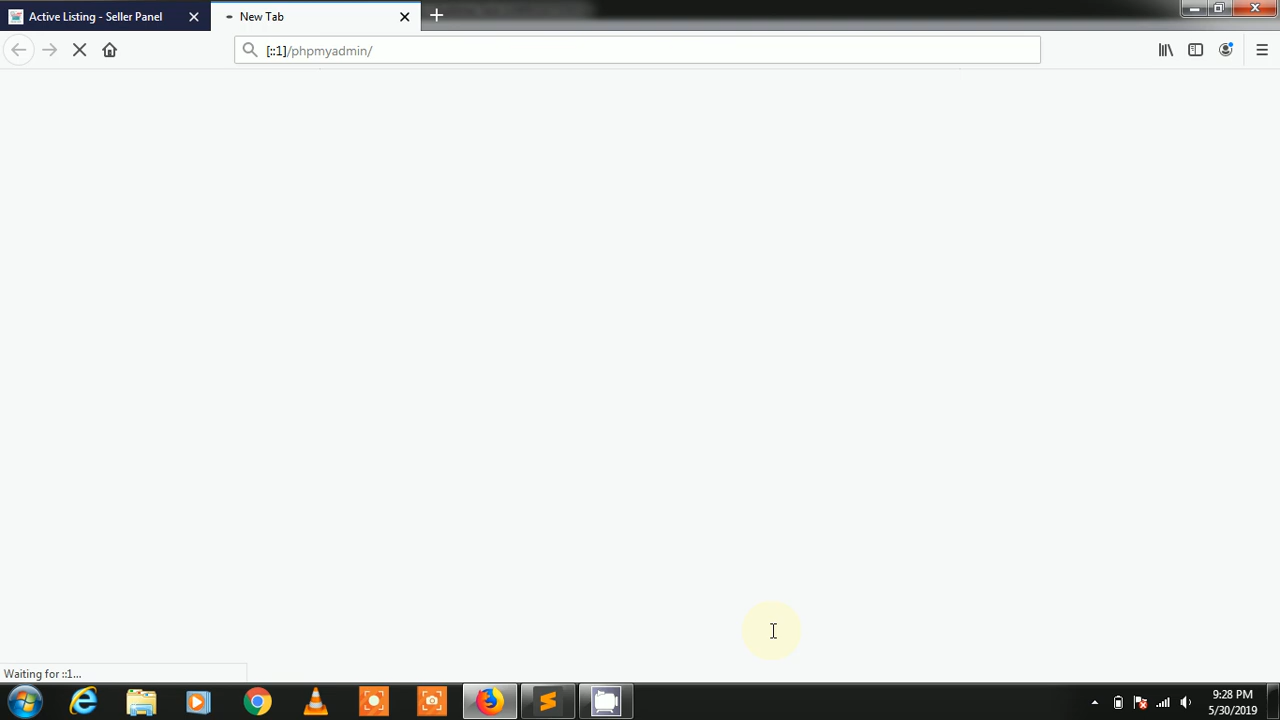 Active Listing - Seller Panel
New Tab
[::1]/phpmyadmin/
Waiting for ::1...
9:28 PM
5/30/2019